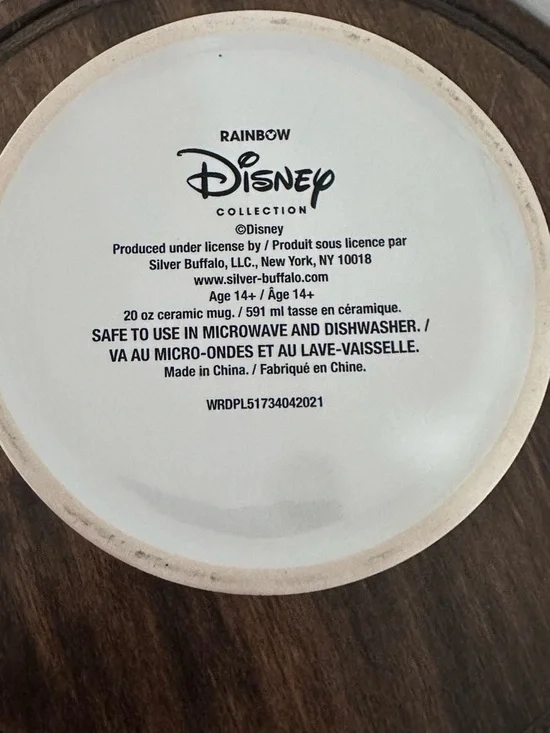 RAINBOW
Disney
COLLECTION
©Disney
Produced under license by / Produit sous licence par
Silver Buffalo, LLC., New York, NY 10018
www.silver-buffalo.com
Age 14+ / Âge 14+
20 oz ceramic mug. / 591 ml tasse en céramique.
SAFE TO USE IN MICROWAVE AND DISHWASHER. /
VA AU MICRO-ONDES ET AU LAVE-VAISSELLE.
Made in China. / Fabriqué en Chine.
WRDPL51734042021